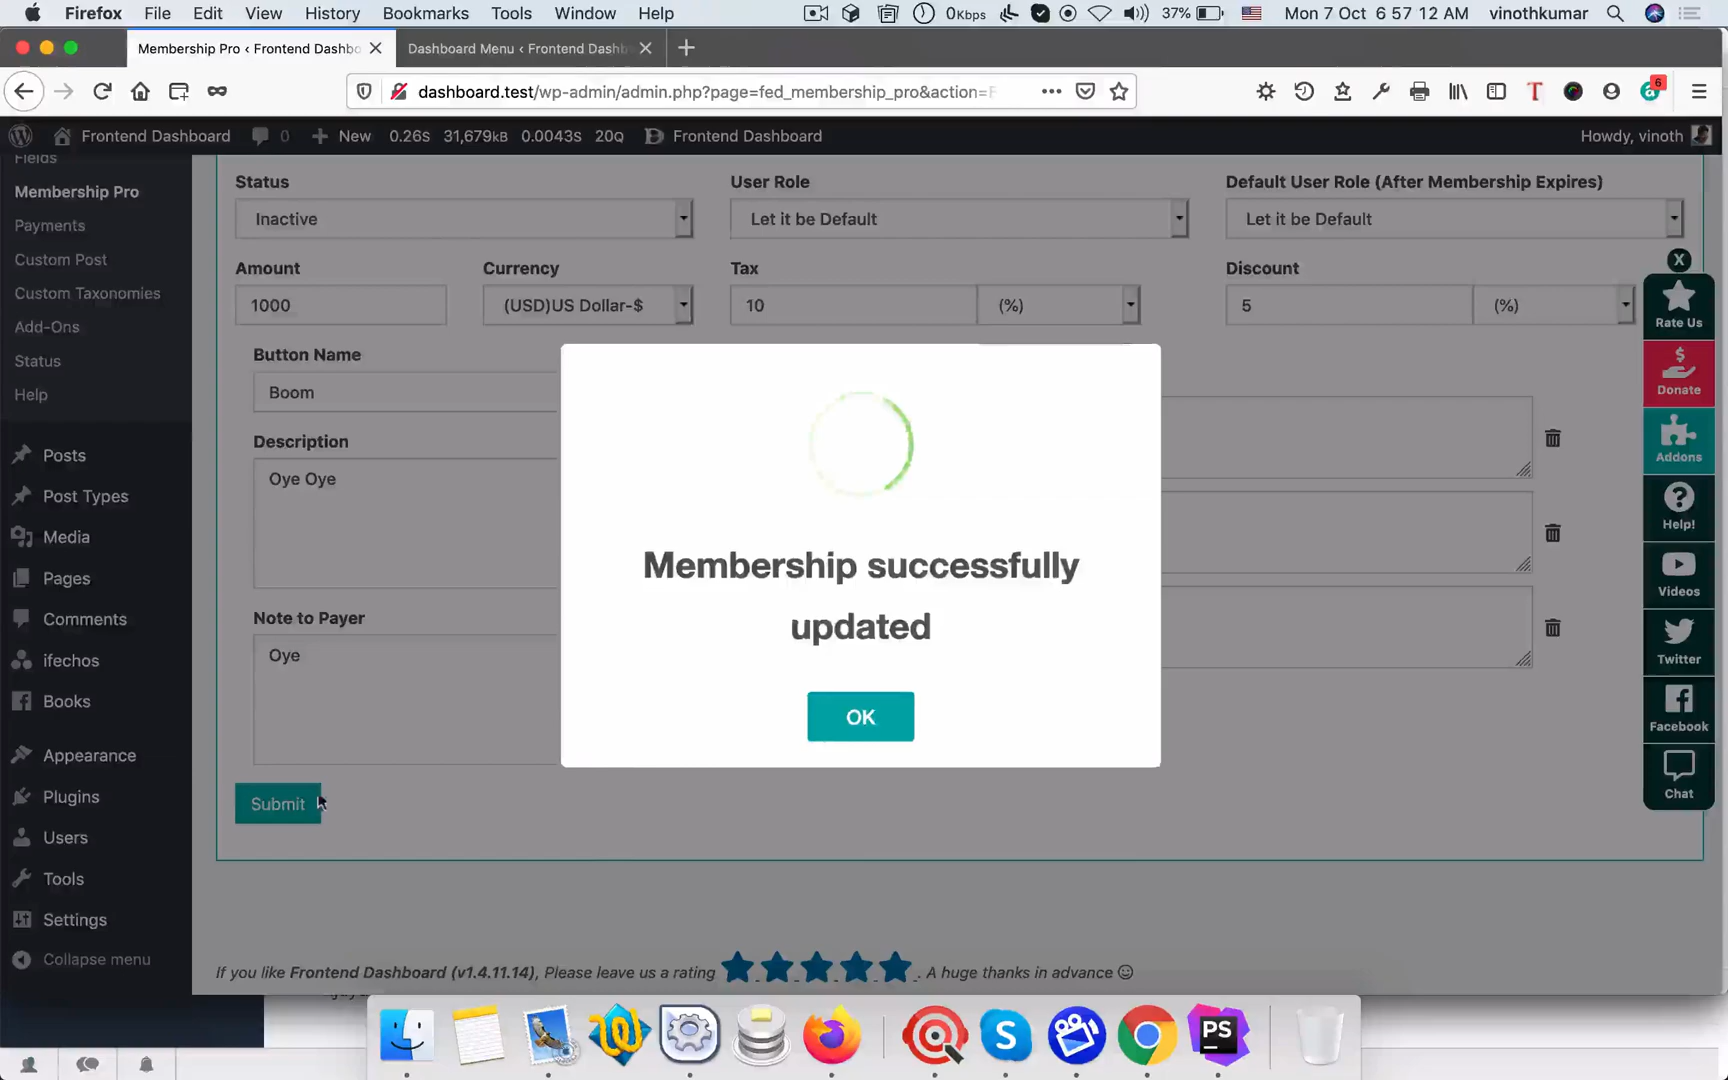 Firefox File Edit View History Bookmarks Tools Window Help 0Kbps 37% Mon 7 Oct 6 57 12 AM vinothkumar
Membership Pro ‹ Frontend Dashbo Dashboard Menu ‹ Frontend Dashb
dashboard.test/wp-admin/admin.php?page=fed_membership_pro&action=F 6
Frontend Dashboard 0 New 0.26S 31,679kB 0.0043S 20Q Frontend Dashboard Howdy, vinoth
Fields
Membership Pro
Payments
Custom Post
Custom Taxonomies
Add-Ons
Status
Help
Posts
Post Types
Media
Pages
Comments
ifechos
Books
Appearance
Plugins
Users
Tools
Settings
Collapse menu
Status User Role Default User Role (After Membership Expires)
Inactive Let it be Default Let it be Default
Amount Currency Tax Discount
1000 (USD)US Dollar-$ 10 (%) 5 (%)
Button Name
Boom
Description
Oye Oye
Note to Payer
Oye
Submit
Membership successfully
updated
OK
X
Rate Us
Donate
Addons
Help!
Videos
Twitter
Facebook
Chat
If you like Frontend Dashboard (v1.4.11.14), Please leave us a rating . A huge thanks in advance
PS